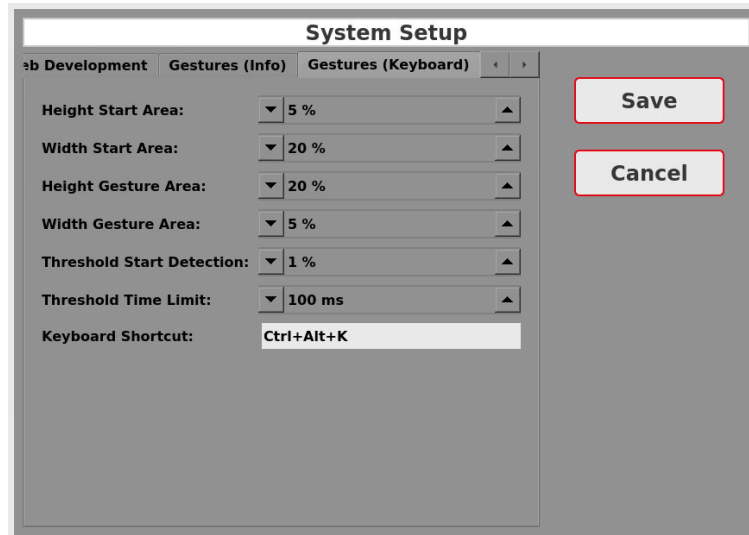 System Setup
Development Gestures (Info) Gestures (Keyboard)
Height Start Area: 5 %
Width Start Area: 20 %
Height Gesture Area: 20 %
Width Gesture Area: 5 %
Threshold Start Detection: 1 %
Threshold Time Limit: 100 ms
Keyboard Shortcut: Ctrl+Alt+K
Save
Cancel